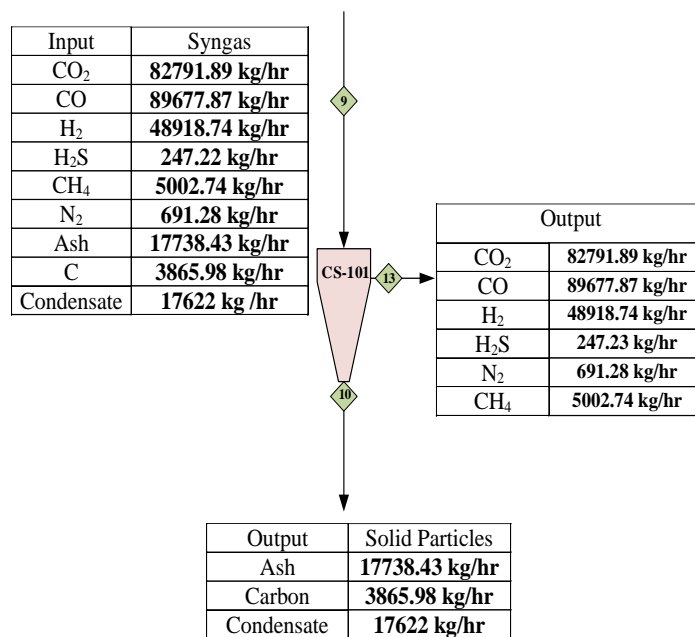 Input Syngas
CO₂ 82791.89 kg/hr
CO 89677.87 kg/hr
H₂ 48918.74 kg/hr
H₂S 247.22 kg/hr
CH₄ 5002.74 kg/hr
N₂ 691.28 kg/hr
Ash 17738.43 kg/hr
C 3865.98 kg/hr
Condensate 17622 kg /hr
9
CS-101
13
10
Output
CO₂ 82791.89 kg/hr
CO 89677.87 kg/hr
H₂ 48918.74 kg/hr
H₂S 247.23 kg/hr
N₂ 691.28 kg/hr
CH₄ 5002.74 kg/hr
Output Solid Particles
Ash 17738.43 kg/hr
Carbon 3865.98 kg/hr
Condensate 17622 kg/hr